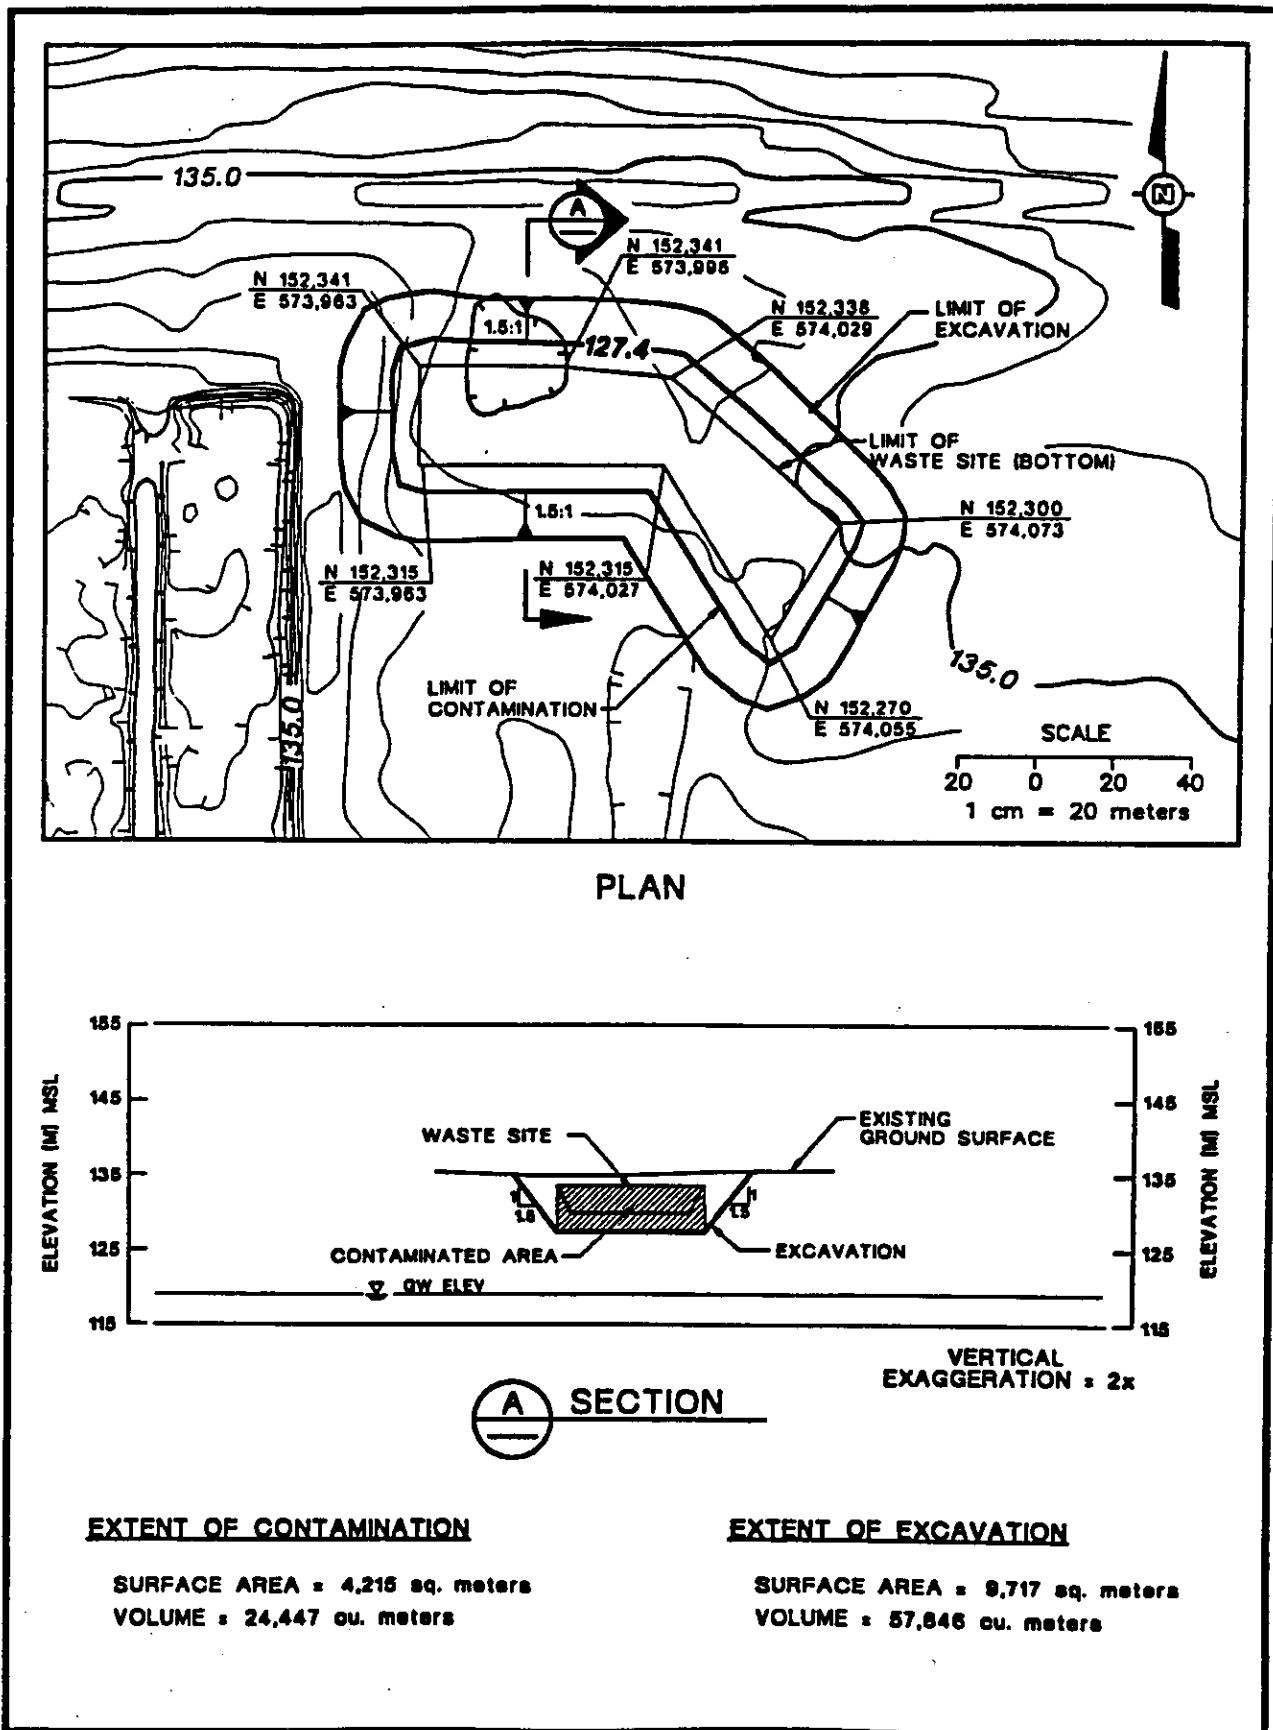 135.0
A
N
N 152,341
E 573,995
N 152,341
E 573,963
N 152,338
E 574,029
LIMIT OF
EXCAVATION
1.5:1
127.4
LIMIT OF
WASTE SITE (BOTTOM)
N 152,300
E 574,073
1.5:1
N 152,315
E 573,963
N 152,315
E 574,027
135.0
LIMIT OF
CONTAMINATION
N 152,270
E 574,055
135.0
SCALE
20 0 20 40
1 cm = 20 meters
PLAN
155 155
145 145
135 135
125 125
115 115
ELEVATION (M) MSL
ELEVATION (M) MSL
WASTE SITE
EXISTING
GROUND SURFACE
1
1.5
1
1.5
CONTAMINATED AREA
EXCAVATION
GW ELEV
VERTICAL
EXAGGERATION = 2x
A SECTION
EXTENT OF CONTAMINATION
SURFACE AREA = 4,215 sq. meters
VOLUME = 24,447 cu. meters
EXTENT OF EXCAVATION
SURFACE AREA = 9,717 sq. meters
VOLUME = 57,846 cu. meters